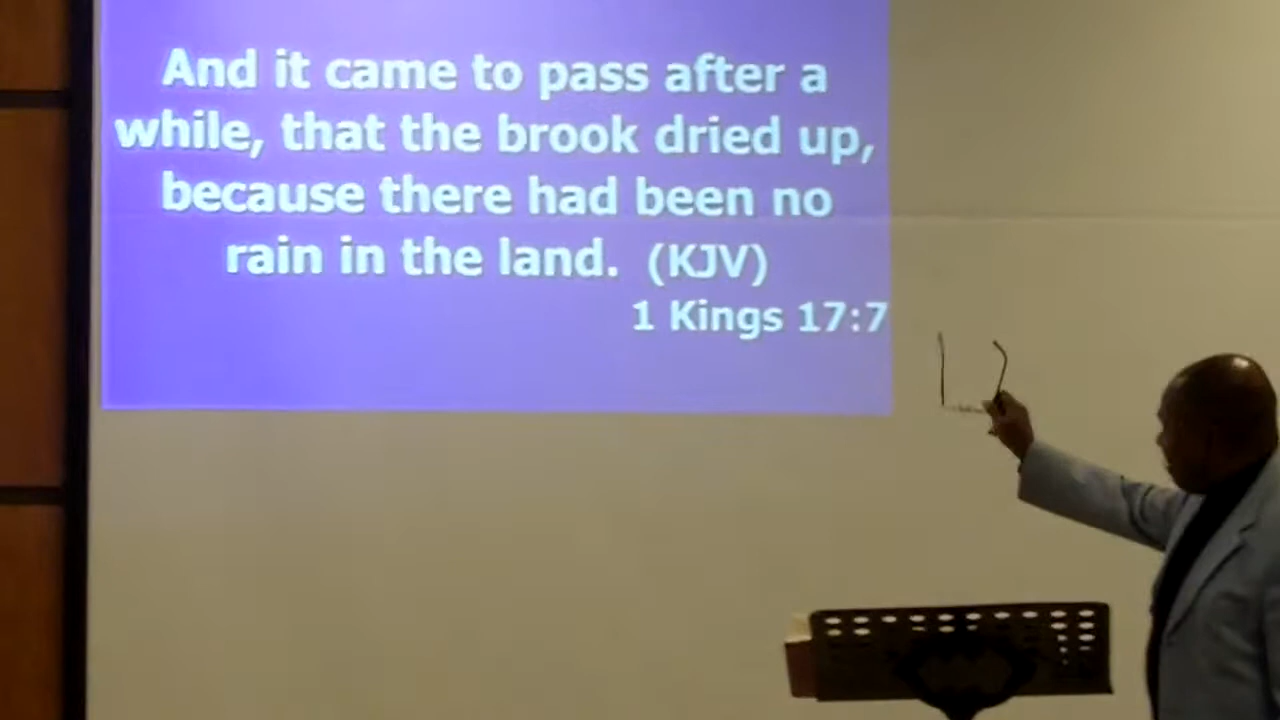 And it came to pass after a
while, that the brook dried up,
because there had been no
rain in the land. (KJV)
1 Kings 17:7